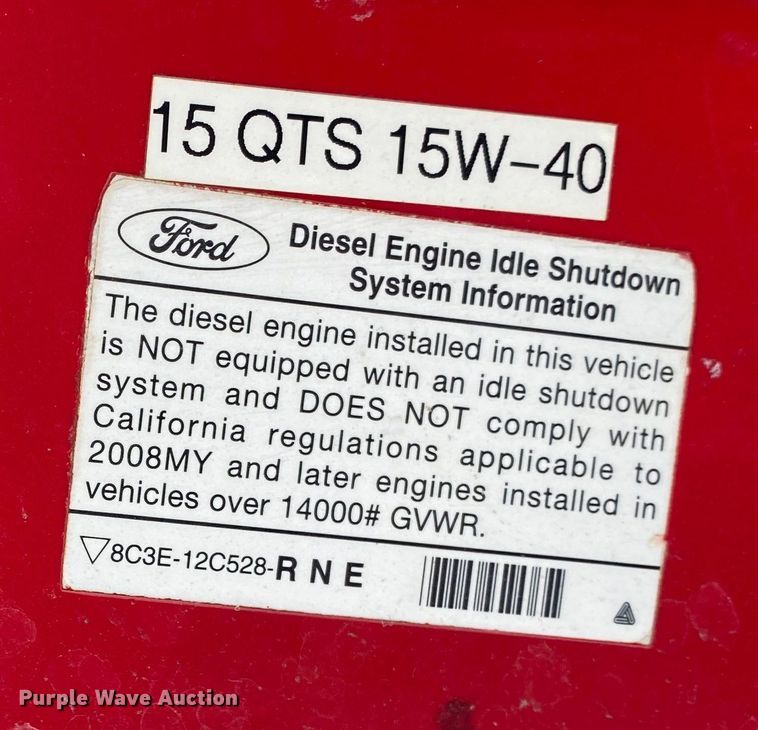 15 QTS 15W-40
Ford
Diesel Engine Idle Shutdown
System Information
The diesel engine installed in this vehicle
is NOT equipped with an idle shutdown
system and DOES NOT comply with
California regulations applicable to
2008MY and later engines installed in
vehicles over 14000# GVWR.
8C3E-12C528-R N E
Purple Wave Auction